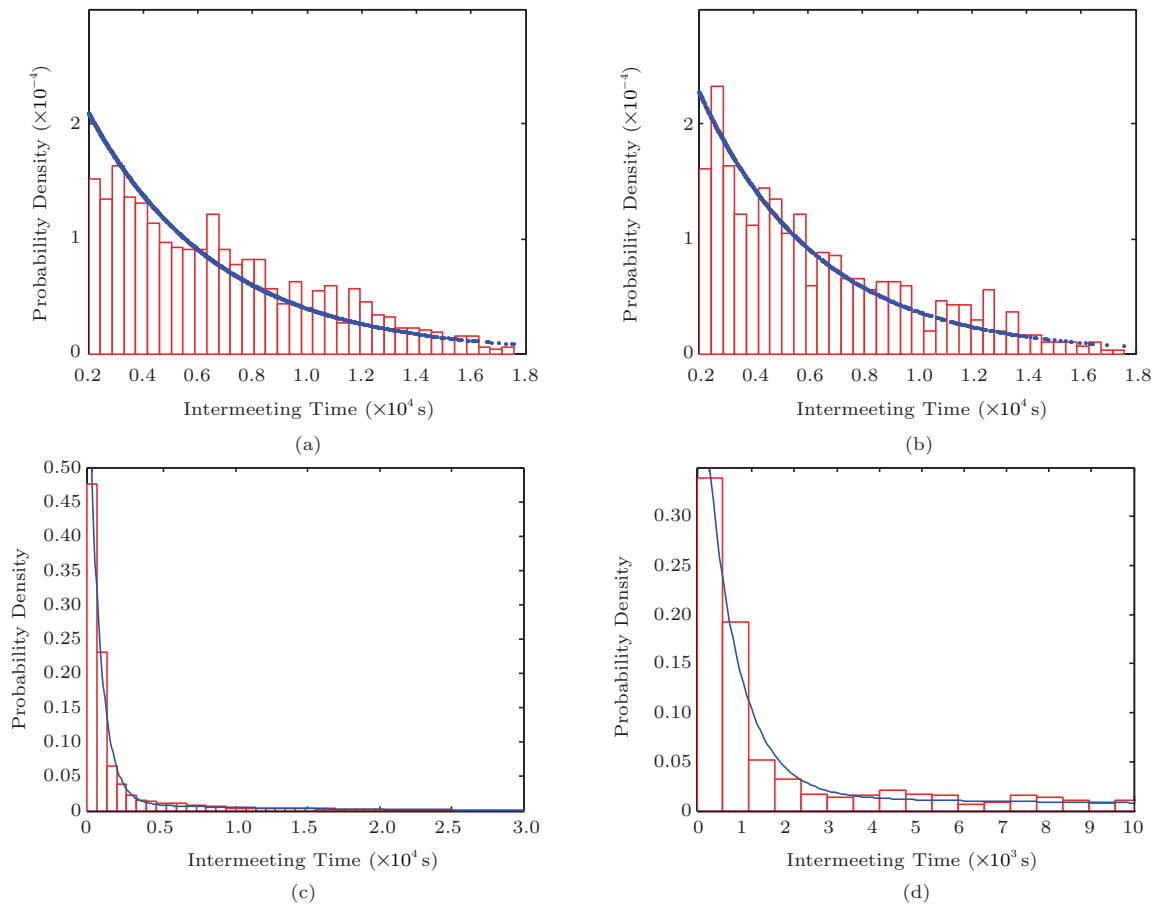 Probability Density (×10⁻⁴)
2
1
0
0.2 0.4 0.6 0.8 1.0 1.2 1.4 1.6 1.8
Intermeeting Time (×10⁴ s)
(a)
Probability Density (×10⁻⁴)
2
1
0
0.2 0.4 0.6 0.8 1.0 1.2 1.4 1.6 1.8
Intermeeting Time (×10⁴ s)
(b)
Probability Density
0.50
0.45
0.40
0.35
0.30
0.25
0.20
0.15
0.10
0.05
0
0 0.5 1.0 2.0 2.5 3.0
Intermeeting Time (×10⁴ s)
(c)
Probability Density
0.30
0.25
0.20
0.15
0.10
0.05
0
0 1 2 3 4 5 6 7 8 9 10
Intermeeting Time (×10³ s)
(d)